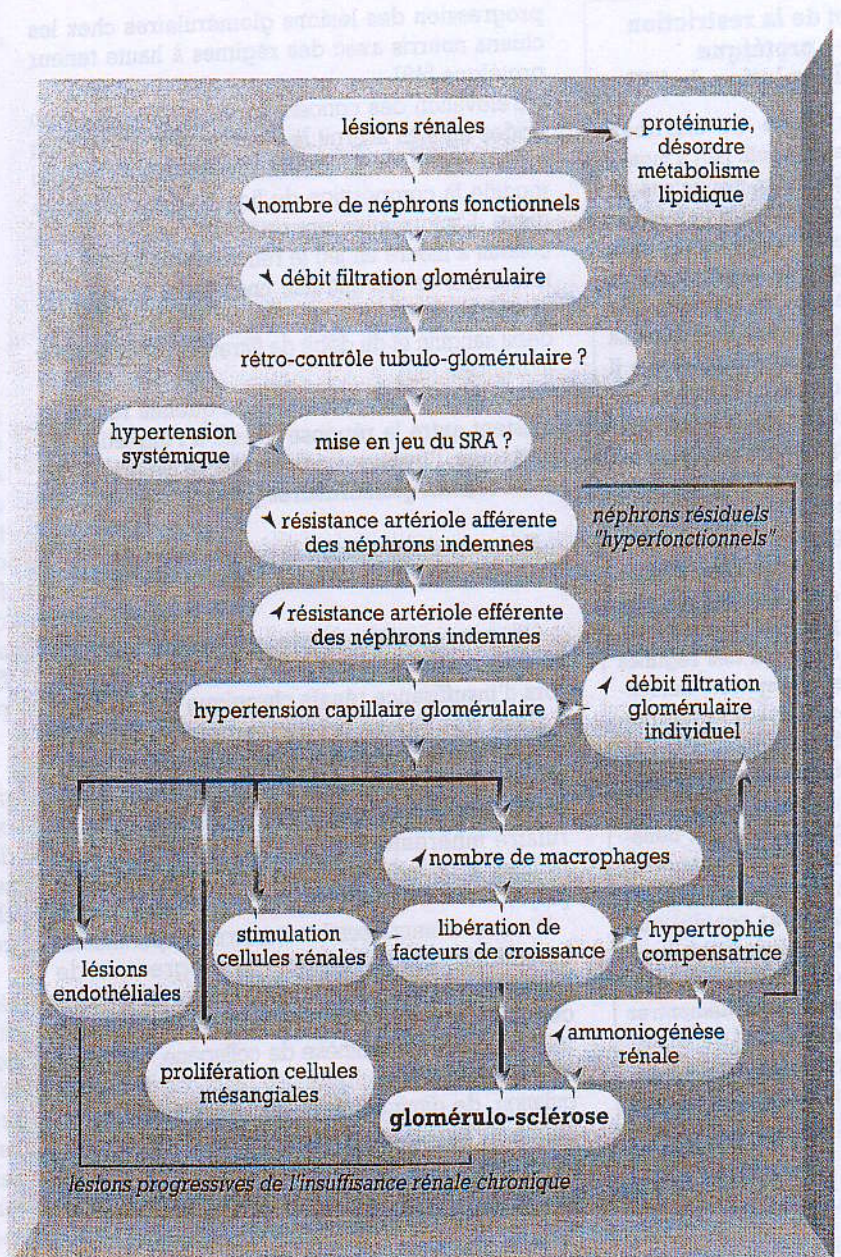 lésions rénales
protéinurie,
désordre
métabolisme
lipidique
nombre de néphrons fonctionnels
débit filtration glomérulaire
rétro-contrôle tubulo-glomérulaire ?
hypertension
systémique
mise en jeu du SRA ?
résistance artériole afférente
des néphrons indemnes
néphrons résiduels
"hyperfonctionnels"
résistance artériole efférente
des néphrons indemnes
hypertension capillaire glomérulaire
débit filtration
glomérulaire
individuel
nombre de macrophages
stimulation
cellules rénales
libération de
facteurs de croissance
hypertrophie
compensatrice
lésions
endothéliales
ammoniogénèse
rénale
prolifération cellules
mésangiales
glomérulo-sclérose
lésions progressives de l'insuffisance rénale chronique